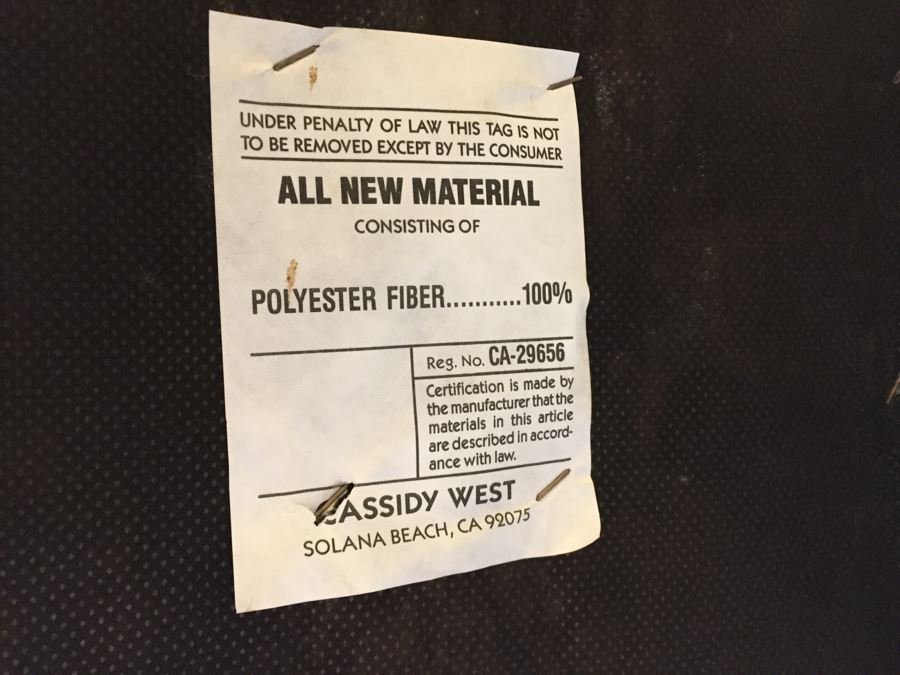 UNDER PENALTY OF LAW THIS TAG IS NOT
TO BE REMOVED EXCEPT BY THE CONSUMER
ALL NEW MATERIAL
CONSISTING OF
POLYESTER FIBER...........100%
Reg. No. CA-29656
Certification is made by
the manufacturer that the
materials in this article
are described in accord-
ance with law.
CASSIDY WEST
SOLANA BEACH, CA 92075